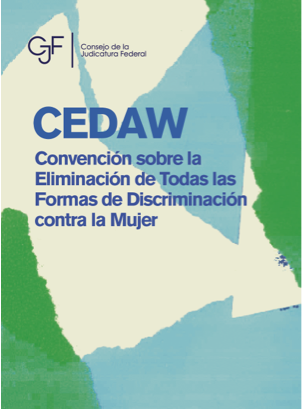 CJF
Consejo de la
Judicatura Federal
CEDAW
Convención sobre la
Eliminación de Todas las
Formas de Discriminación
contra la Mujer